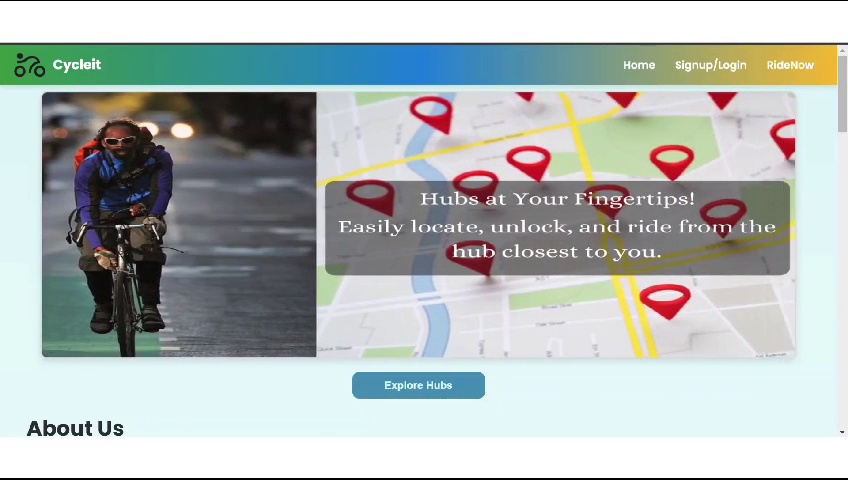 Cycleit
Home Signup/Login RideNow
Hubs at Your Fingertips!
Easily locate, unlock, and ride from the
hub closest to you.
Explore Hubs
About Us